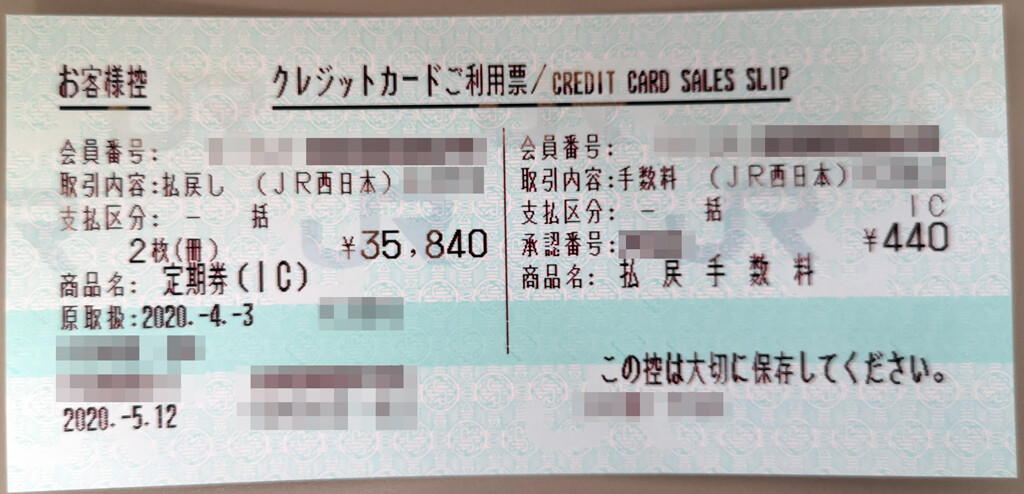 お客様控
クレジットカードご利用票/CREDIT CARD SALES SLIP
会員番号:
取引内容:払戻し (JR西日本)
支払区分: 一 括
2枚(冊) ¥35,840
商品名: 定期券(IC)
原取扱:2020.-4.-3
2020.-5.12
会員番号:
取引内容:手数料 (JR西日本)
支払区分: 一 括 IC
承認番号: ¥440
商品名: 払戻手数料
この控は大切に保存してください。